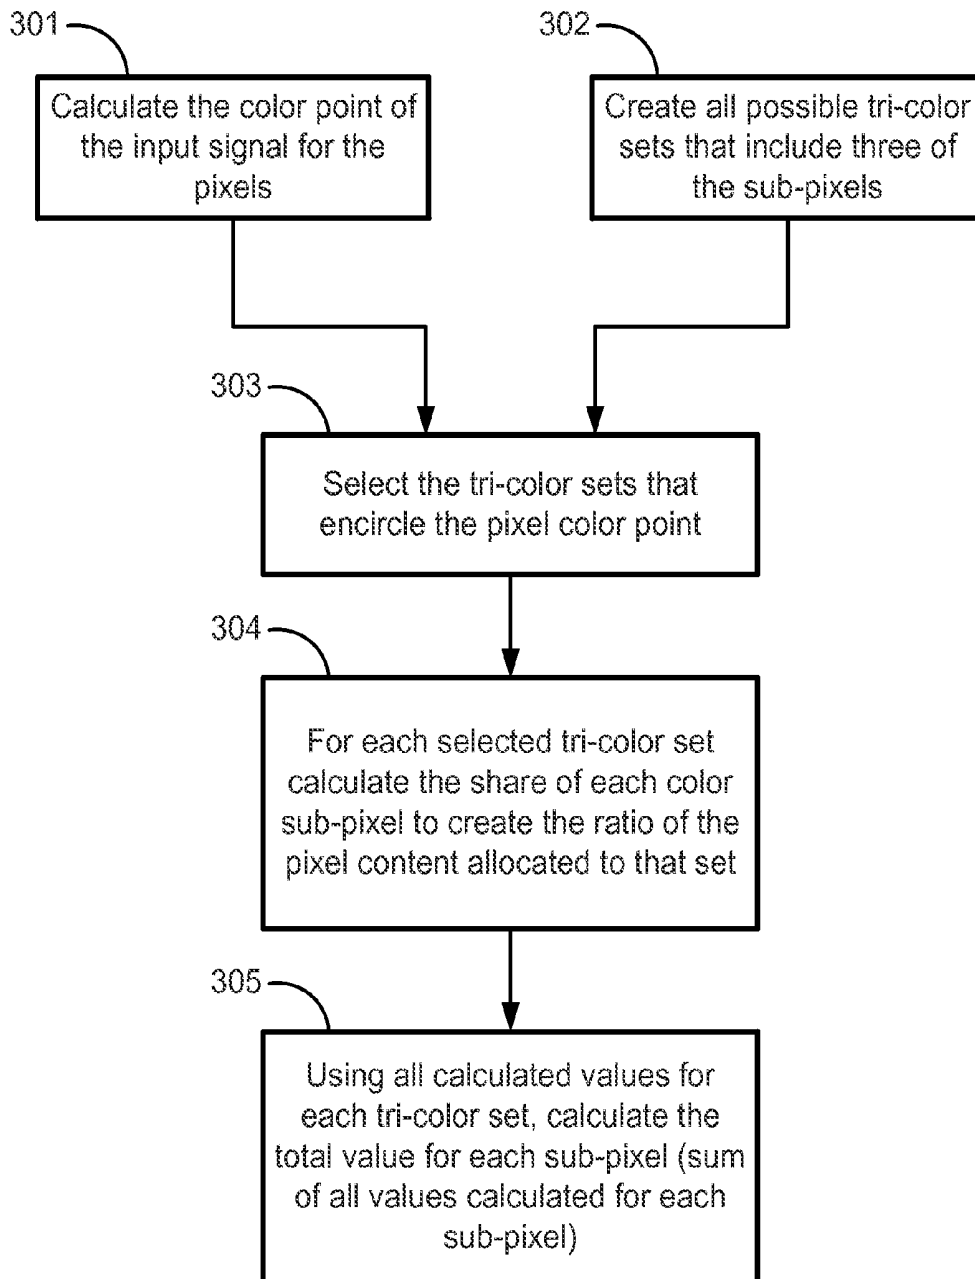 301
302
Calculate the color point of
the input signal for the
pixels
Create all possible tri-color
sets that include three of
the sub-pixels
303
Select the tri-color sets that
encircle the pixel color point
304
For each selected tri-color set
calculate the share of each color
sub-pixel to create the ratio of the
pixel content allocated to that set
305
Using all calculated values for
each tri-color set, calculate the
total value for each sub-pixel (sum
of all values calculated for each
sub-pixel)